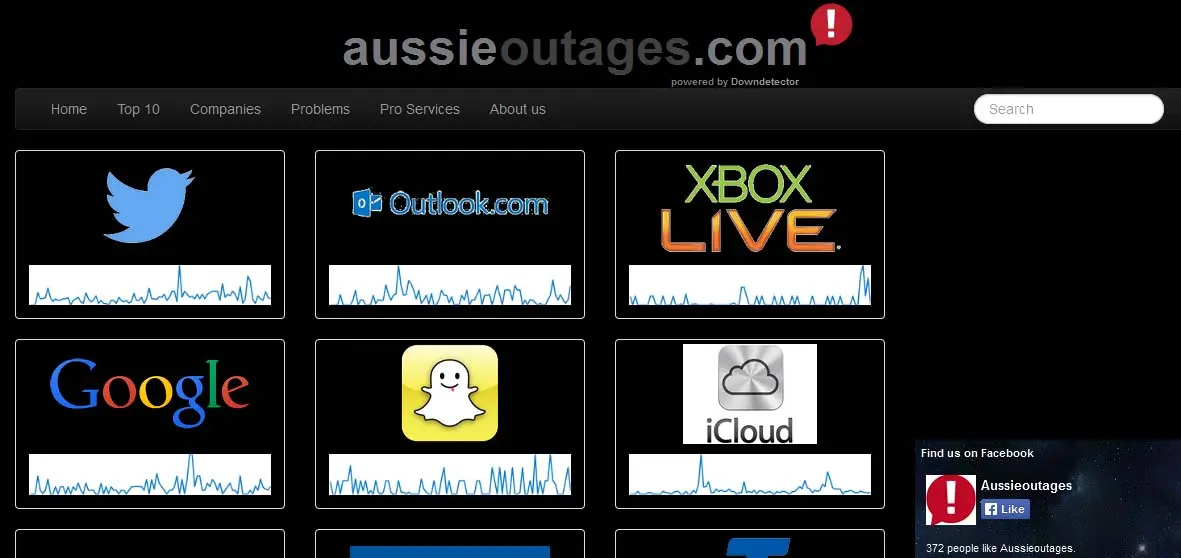 aussieoutages.com
powered by Downdetector
Home Top 10 Companies Problems Pro Services About us Search
Outlook.com
XBOX
LIVE
Google
iCloud
Find us on Facebook
Aussieoutages
Like
372 people like Aussieoutages.